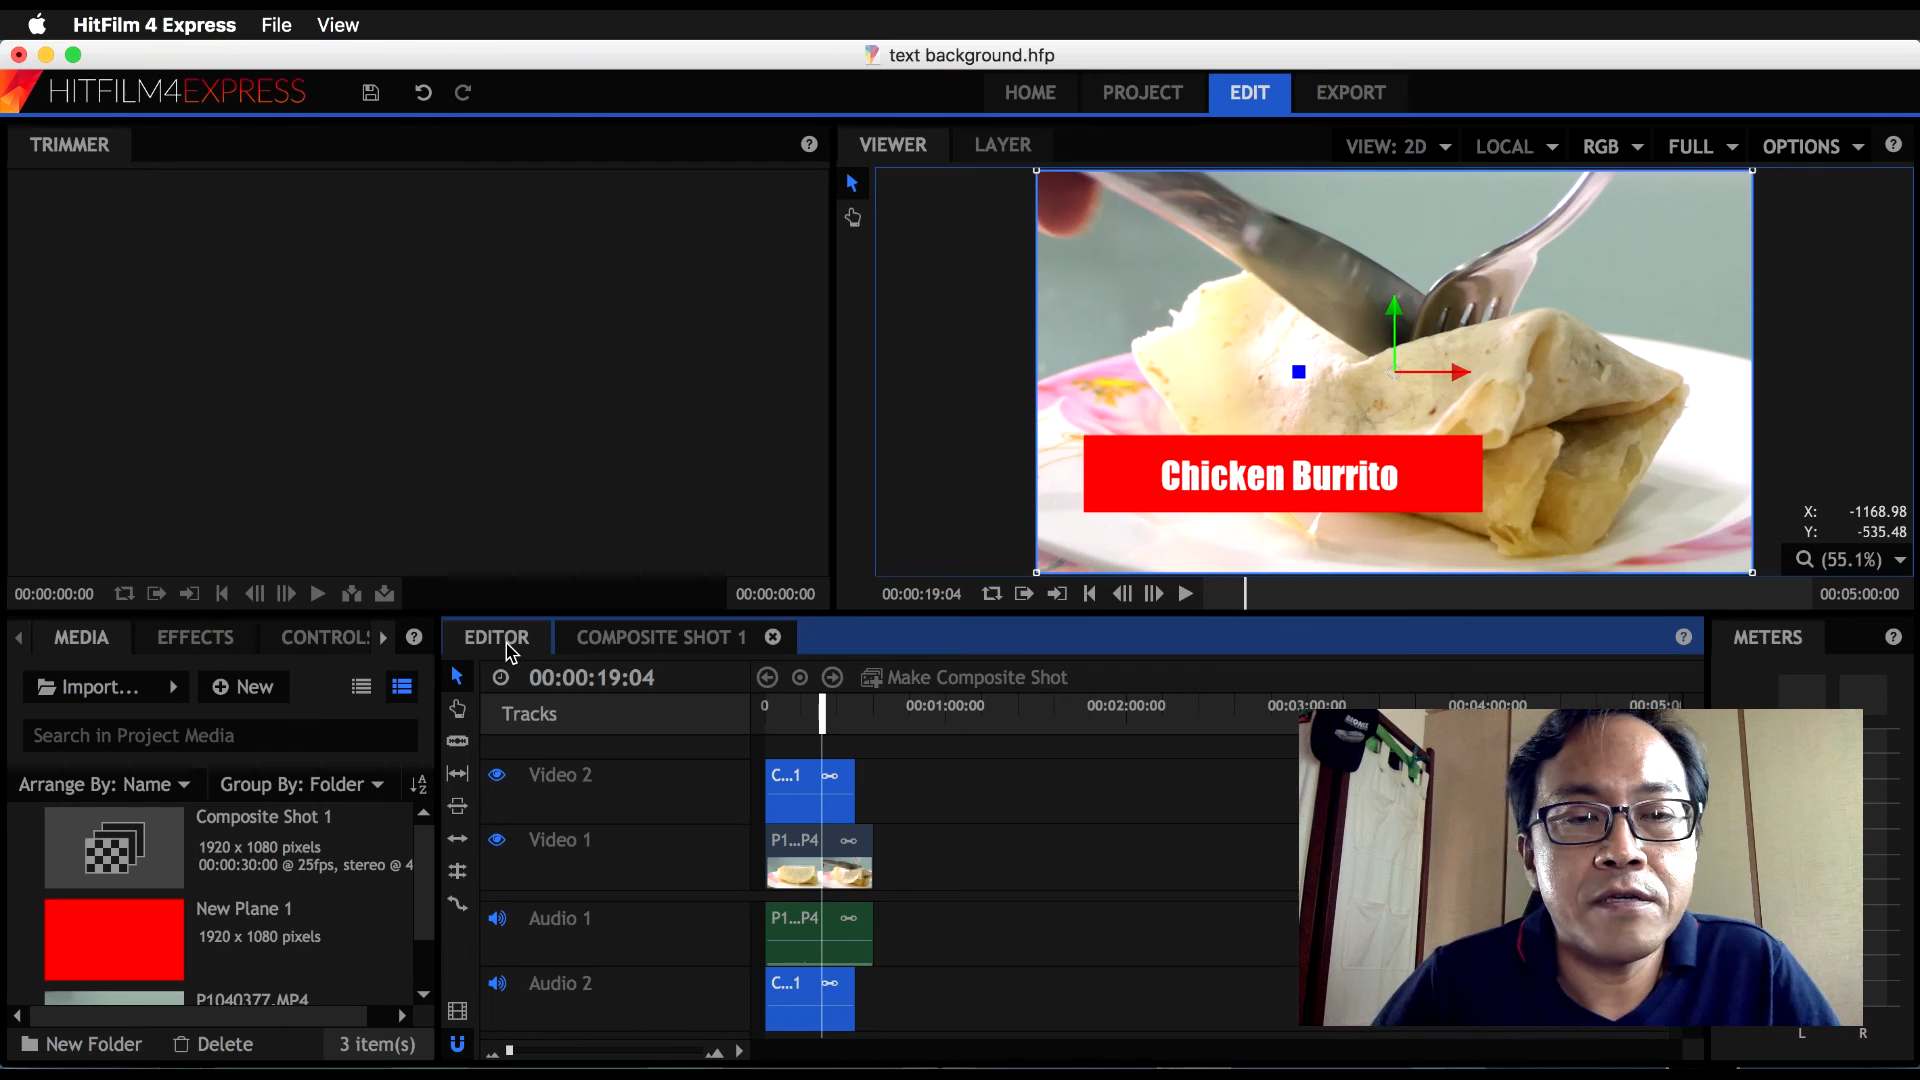 HitFilm 4 Express File View
text background.hfp
HITFILM4EXPRESS HOME PROJECT EDIT EXPORT
TRIMMER
VIEWER LAYER VIEW: 2D LOCAL RGB FULL OPTIONS
Chicken Burrito
X: -1168.98
Y: -535.48
(55.1%)
00:00:00:00 00:00:00:00
00:00:19:04 00:05:00:00
MEDIA EFFECTS CONTROLS
EDITOR COMPOSITE SHOT 1
METERS
Import... New
00:00:19:04 Make Composite Shot
Tracks 0 00:01:00:00 00:02:00:00 00:03:00:00 00:04:00:00
Search in Project Media
Arrange By: Name Group By: Folder
Composite Shot 1
1920 x 1080 pixels
00:00:30:00 @ 25fps, stereo @ 4
New Plane 1
1920 x 1080 pixels
P1040377.MP4
New Folder Delete 3 item(s)
Video 2 C...1
Video 1 P1...P4
Audio 1 P1...P4
Audio 2 C...1
L R